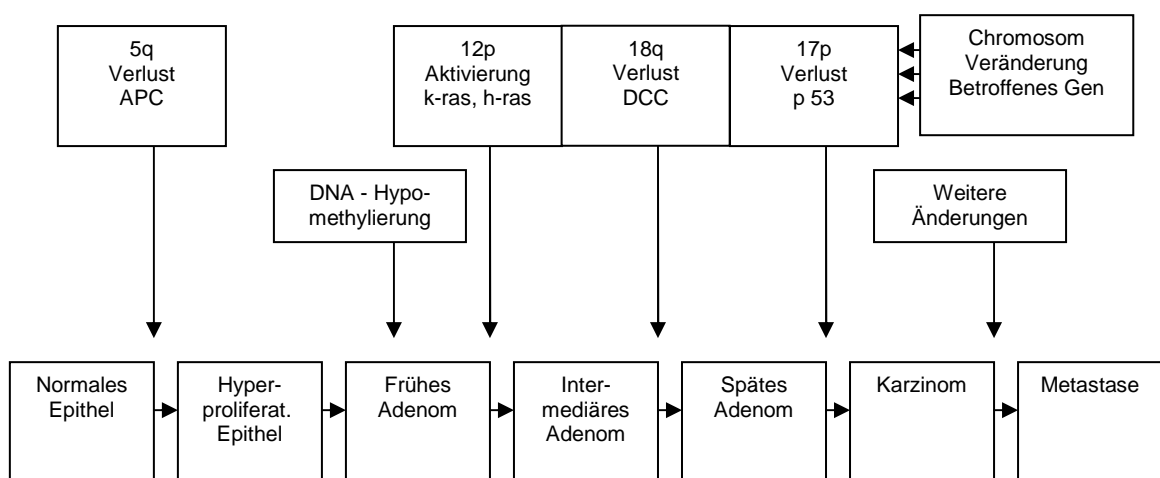 5q
Verlust
APC
12p
Aktivierung
k-ras, h-ras
18q
Verlust
DCC
17p
Verlust
p 53
Chromosom
Veränderung
Betroffenes Gen
DNA - Hypo-
methylierung
Weitere
Änderungen
Normales
Epithel
Hyper-
proliferat.
Epithel
Frühes
Adenom
Inter-
mediäres
Adenom
Spätes
Adenom
Karzinom
Metastase